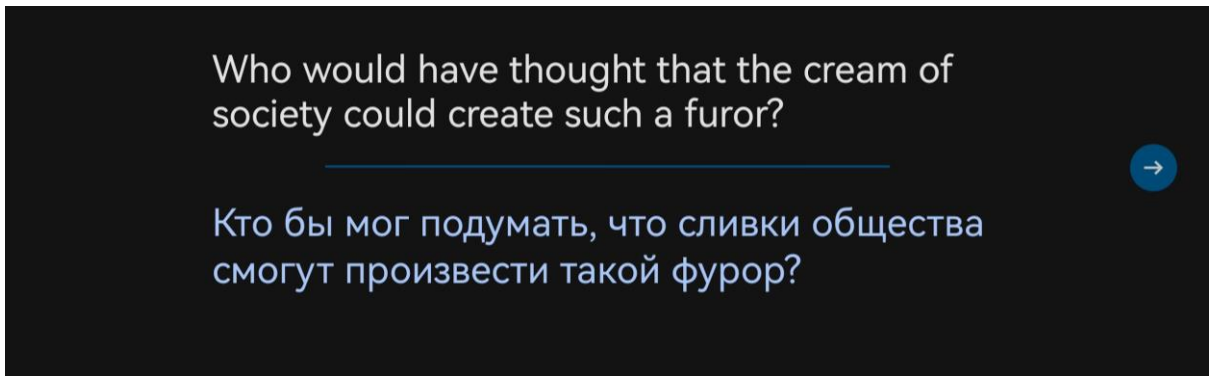 Who would have thought that the cream of
society could create such a furor?
Кто бы мог подумать, что сливки общества
смогут произвести такой фурор?